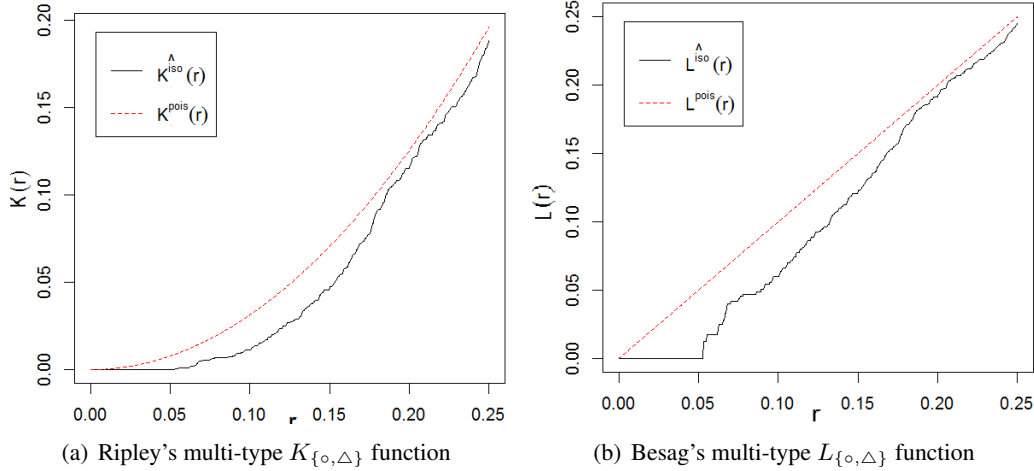 K^iso(r)
K^pois(r)
K(r)
0.00 0.05 0.10 0.15 0.20
0.00 0.05 0.10 0.15 0.20 0.25
r
(a) Ripley's multi-type K{∘,△} function
L^iso(r)
L^pois(r)
L(r)
0.00 0.05 0.10 0.15 0.20 0.25
0.00 0.05 0.10 0.15 0.20 0.25
r
(b) Besag's multi-type L{∘,△} function